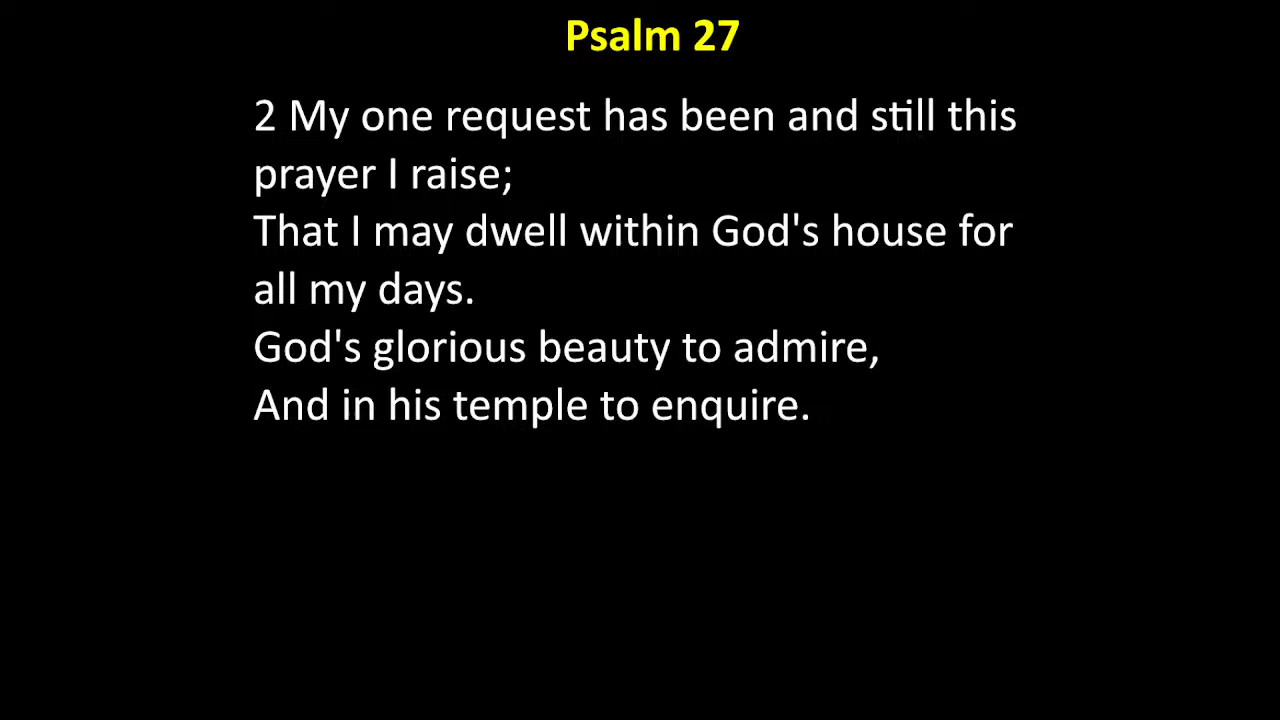 Psalm 27
2 My one request has been and still this
prayer I raise;
That I may dwell within God's house for
all my days.
God's glorious beauty to admire,
And in his temple to enquire.